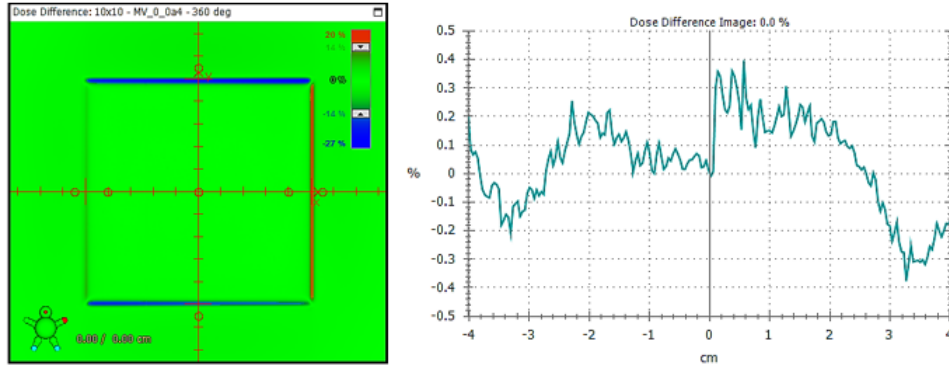 Dose Difference: 10x10 - MV_0_0a4 - 360 deg
20 %
14 %
0 %
-14 %
-27 %
X
X
0.00 / 0.00 cm
Dose Difference Image: 0.0 %
0.5
0.4
0.3
0.2
0.1
0
-0.1
-0.2
-0.3
-0.4
-0.5
%
-4 -3 -2 -1 0 1 2 3 4
cm